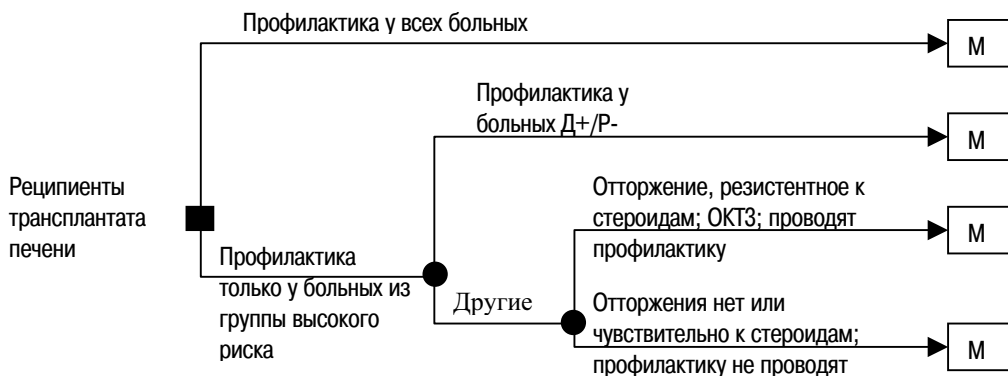 Профилактика у всех больных
М
Профилактика у
больных Д+/Р-
М
Реципиенты
трансплантата
печени
Отторжение, резистентное к
стероидам; ОКТ3; проводят
профилактику
М
Профилактика
только у больных из
группы высокого
риска
Другие
Отторжения нет или
чувствительно к стероидам;
профилактику не проводят
М